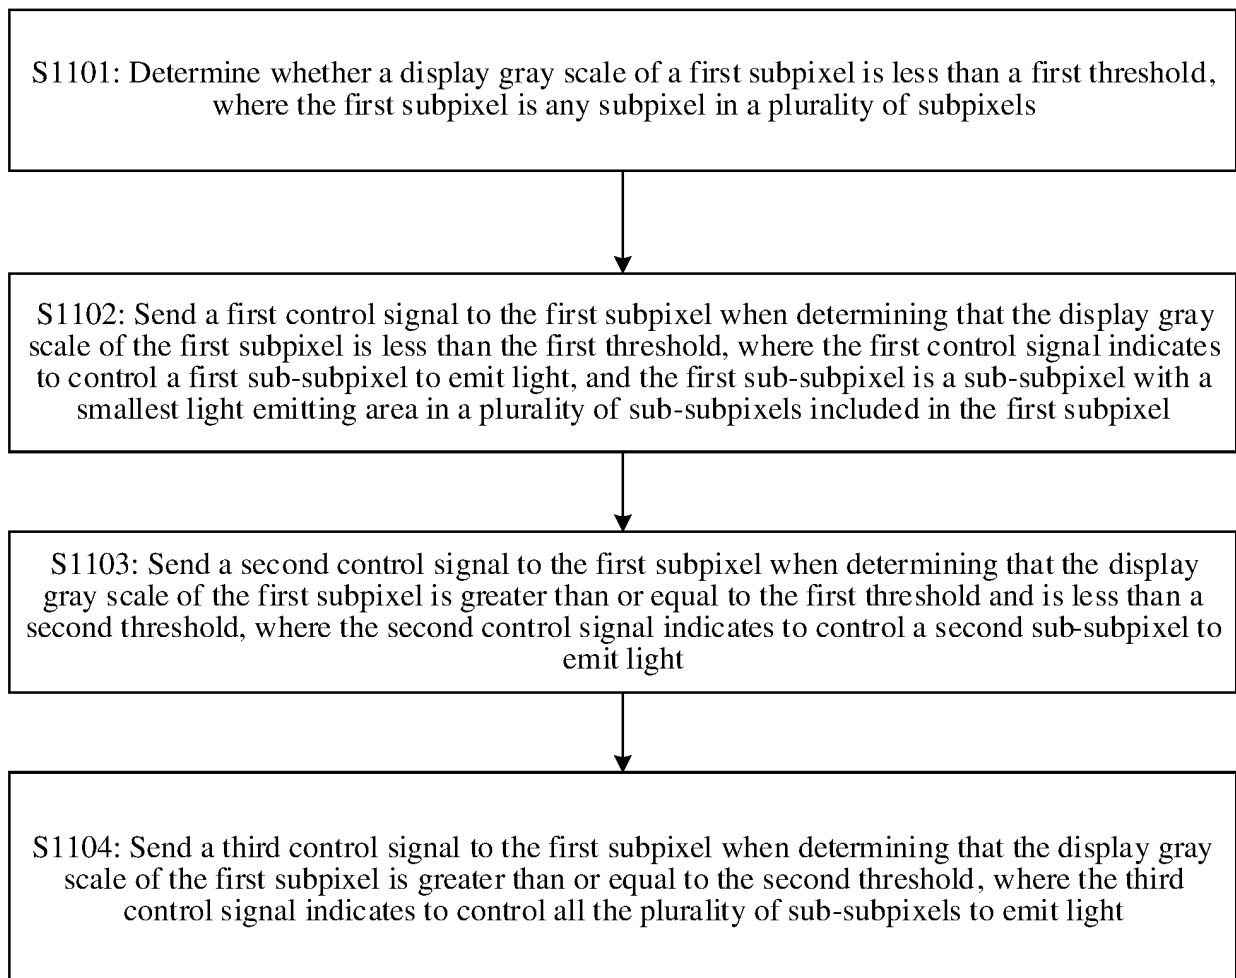 S1101: Determine whether a display gray scale of a first subpixel is less than a first threshold,
where the first subpixel is any subpixel in a plurality of subpixels
S1102: Send a first control signal to the first subpixel when determining that the display gray
scale of the first subpixel is less than the first threshold, where the first control signal indicates
to control a first sub-subpixel to emit light, and the first sub-subpixel is a sub-subpixel with a
smallest light emitting area in a plurality of sub-subpixels included in the first subpixel
S1103: Send a second control signal to the first subpixel when determining that the display
gray scale of the first subpixel is greater than or equal to the first threshold and is less than a
second threshold, where the second control signal indicates to control a second sub-subpixel to
emit light
S1104: Send a third control signal to the first subpixel when determining that the display gray
scale of the first subpixel is greater than or equal to the second threshold, where the third
control signal indicates to control all the plurality of sub-subpixels to emit light